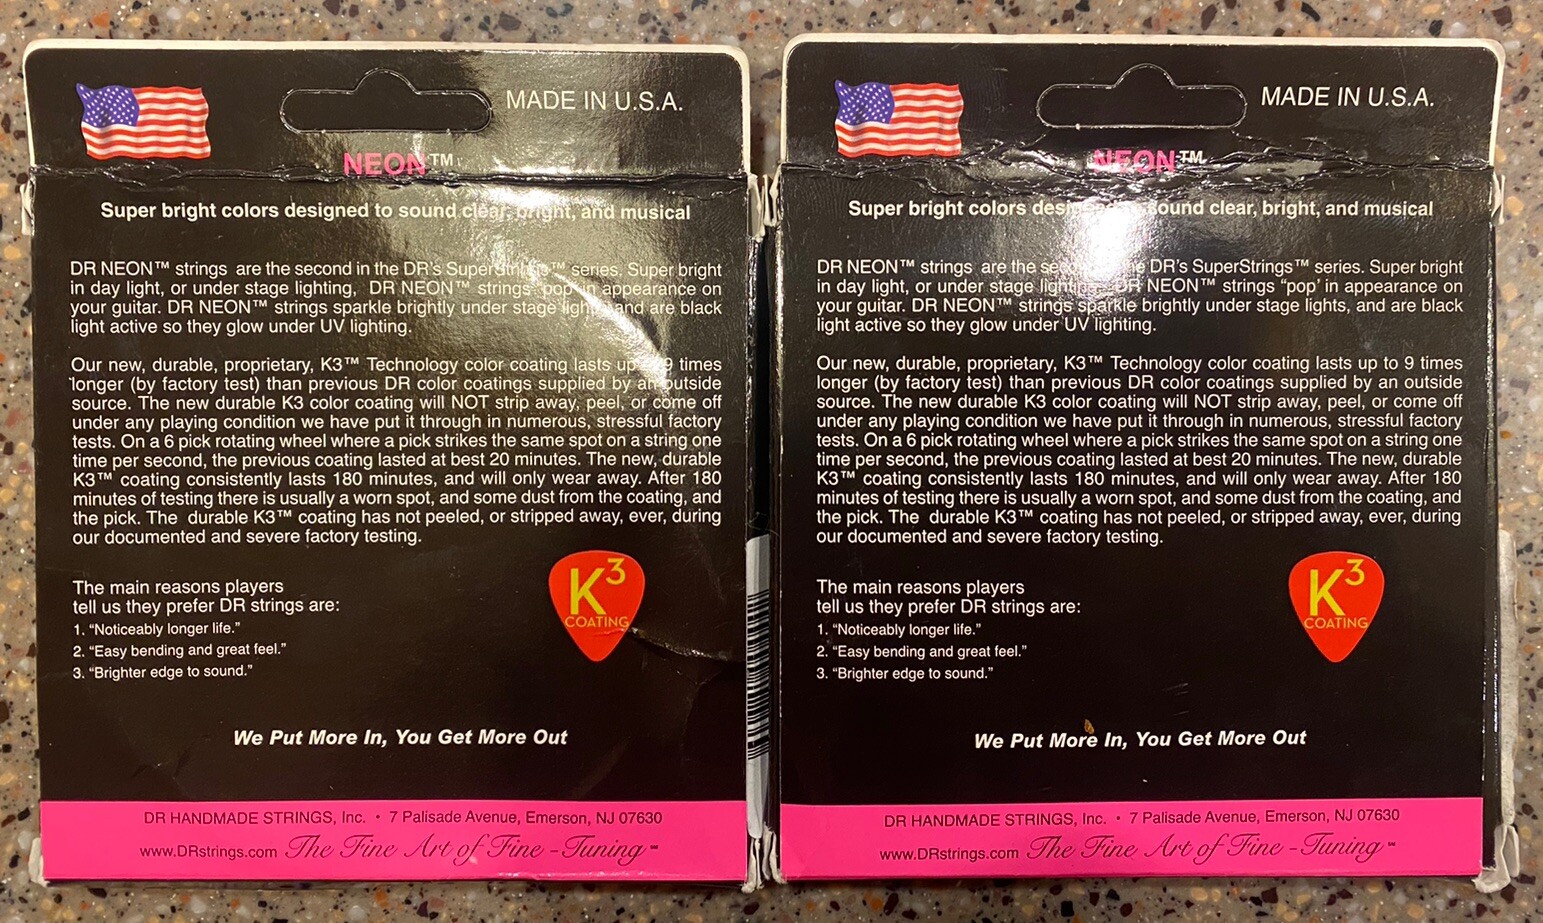 MADE IN U.S.A.
NEON™
Super bright colors designed to sound clear, bright, and musical
DR NEON™ strings are the second in the DR's SuperStrings™ series. Super bright
in day light, or under stage lighting, DR NEON™ strings "pop' in appearance on
your guitar. DR NEON™ strings sparkle brightly under stage lights, and are black
light active so they glow under UV lighting.
Our new, durable, proprietary, K3™ Technology color coating lasts up to 9 times
longer (by factory test) than previous DR color coatings supplied by an outside
source. The new durable K3 color coating will NOT strip away, peel, or come off
under any playing condition we have put it through in numerous, stressful factory
tests. On a 6 pick rotating wheel where a pick strikes the same spot on a string one
time per second, the previous coating lasted at best 20 minutes. The new, durable
K3™ coating consistently lasts 180 minutes, and will only wear away. After 180
minutes of testing there is usually a worn spot, and some dust from the coating, and
the pick. The durable K3™ coating has not peeled, or stripped away, ever, during
our documented and severe factory testing.
K3
COATING
The main reasons players
tell us they prefer DR strings are:
1. “Noticeably longer life.”
2. “Easy bending and great feel.”
3. “Brighter edge to sound.”
We Put More In, You Get More Out
DR HANDMADE STRINGS, Inc. • 7 Palisade Avenue, Emerson, NJ 07630
www.DRstrings.com The Fine Art of Fine-Tuning℠
MADE IN U.S.A.
NEON™
Super bright colors designed to sound clear, bright, and musical
DR NEON™ strings are the second in the DR's SuperStrings™ series. Super bright
in day light, or under stage lighting, DR NEON™ strings "pop' in appearance on
your guitar. DR NEON™ strings sparkle brightly under stage lights, and are black
light active so they glow under UV lighting.
Our new, durable, proprietary, K3™ Technology color coating lasts up to 9 times
longer (by factory test) than previous DR color coatings supplied by an outside
source. The new durable K3 color coating will NOT strip away, peel, or come off
under any playing condition we have put it through in numerous, stressful factory
tests. On a 6 pick rotating wheel where a pick strikes the same spot on a string one
time per second, the previous coating lasted at best 20 minutes. The new, durable
K3™ coating consistently lasts 180 minutes, and will only wear away. After 180
minutes of testing there is usually a worn spot, and some dust from the coating, and
the pick. The durable K3™ coating has not peeled, or stripped away, ever, during
our documented and severe factory testing.
K3
COATING
The main reasons players
tell us they prefer DR strings are:
1. “Noticeably longer life.”
2. “Easy bending and great feel.”
3. “Brighter edge to sound.”
We Put More In, You Get More Out
DR HANDMADE STRINGS, Inc. • 7 Palisade Avenue, Emerson, NJ 07630
www.DRstrings.com The Fine Art of Fine-Tuning℠